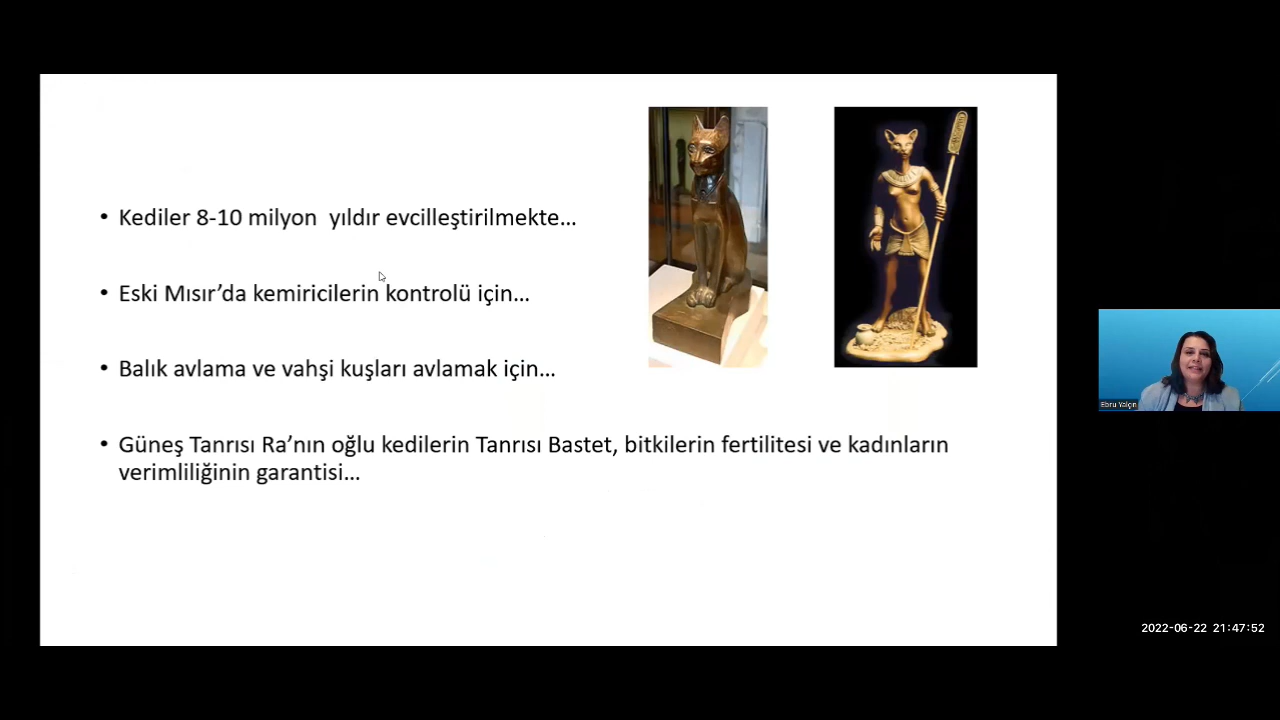 • Kediler 8-10 milyon  yıldır evcilleştirilmekte...
• Eski Mısır’da kemiricilerin kontrolü için...
• Balık avlama ve vahşi kuşları avlamak için...
• Güneş Tanrısı Ra’nın oğlu kedilerin Tanrısı Bastet, bitkilerin fertilitesi ve kadınların
verimliliğinin garantisi...
Ebru Yalçın
2022-06-22 21:47:52